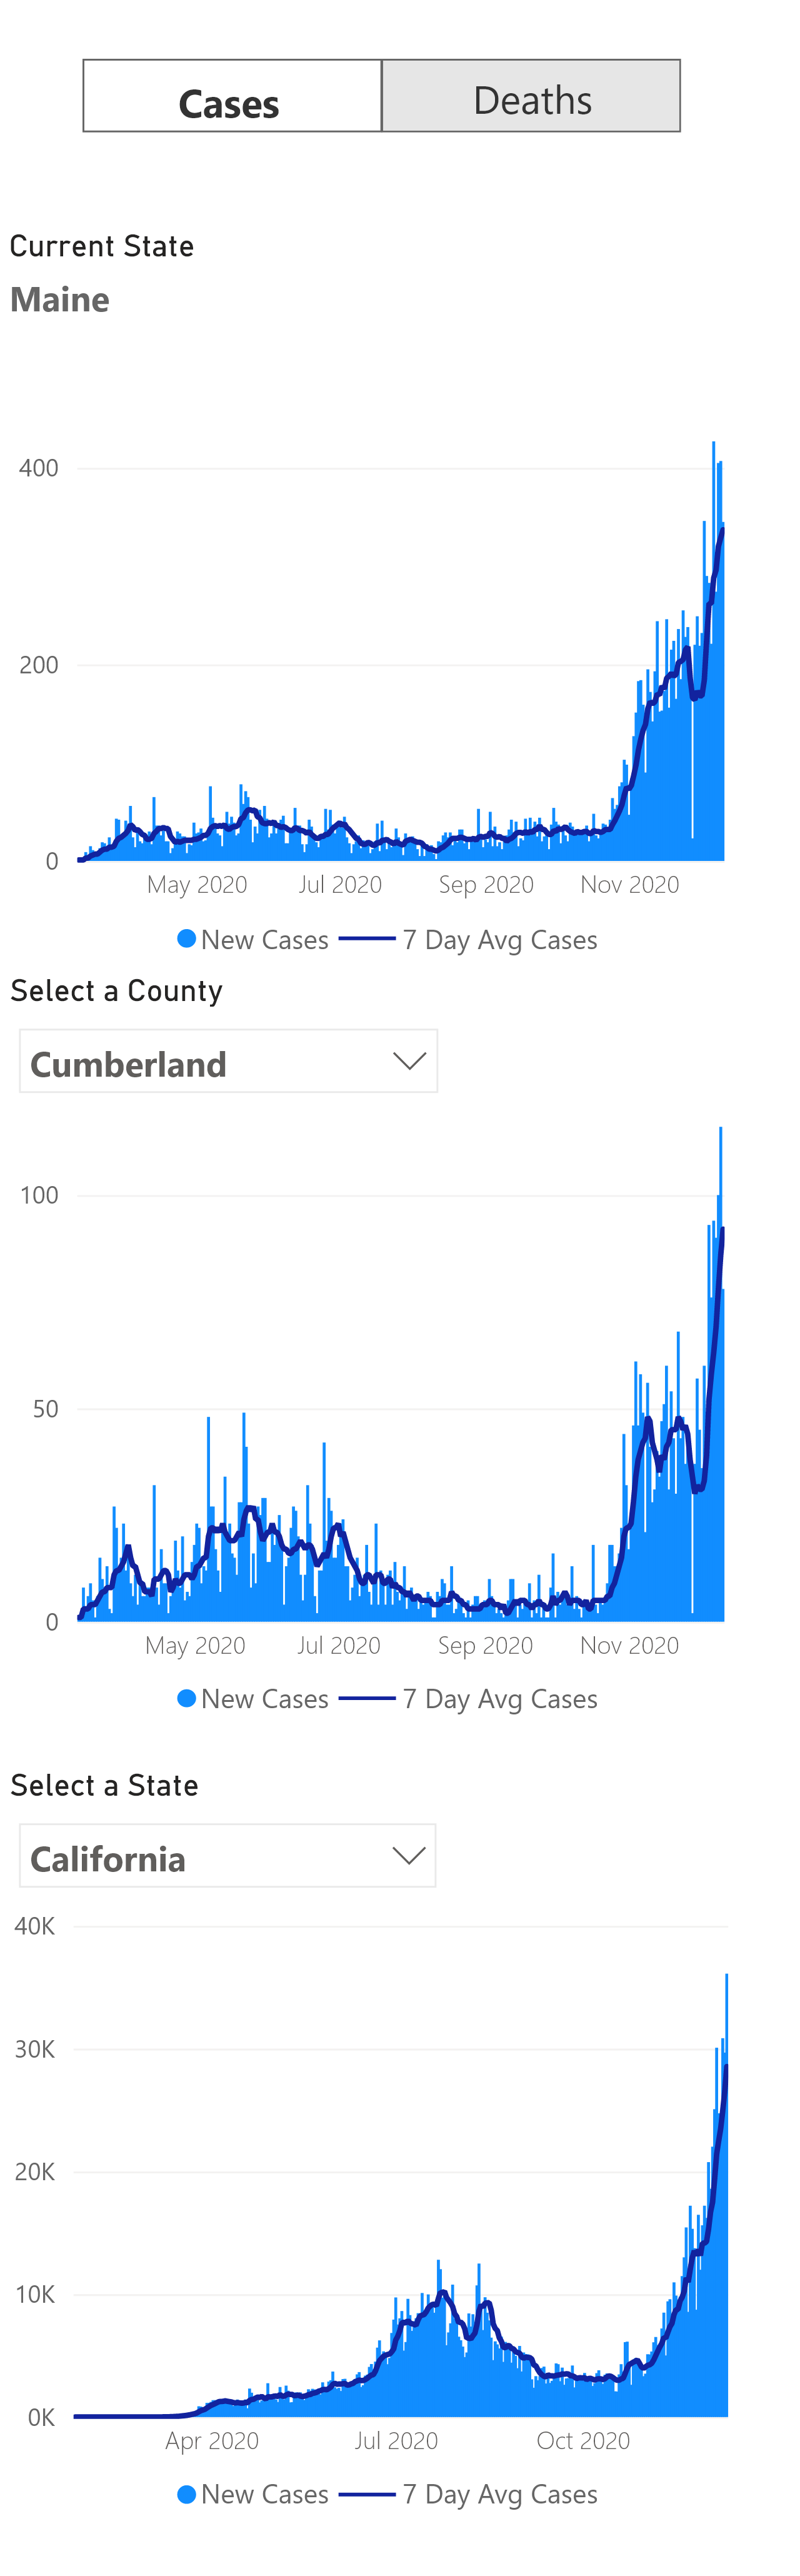 Cases Deaths
Current State
Maine
400
200
0
May 2020 Jul 2020 Sep 2020 Nov 2020
New Cases 7 Day Avg Cases
Select a County
Cumberland
100
50
0
May 2020 Jul 2020 Sep 2020 Nov 2020
New Cases 7 Day Avg Cases
Select a State
California
40K
30K
20K
10K
0K
Apr 2020 Jul 2020 Oct 2020
New Cases 7 Day Avg Cases